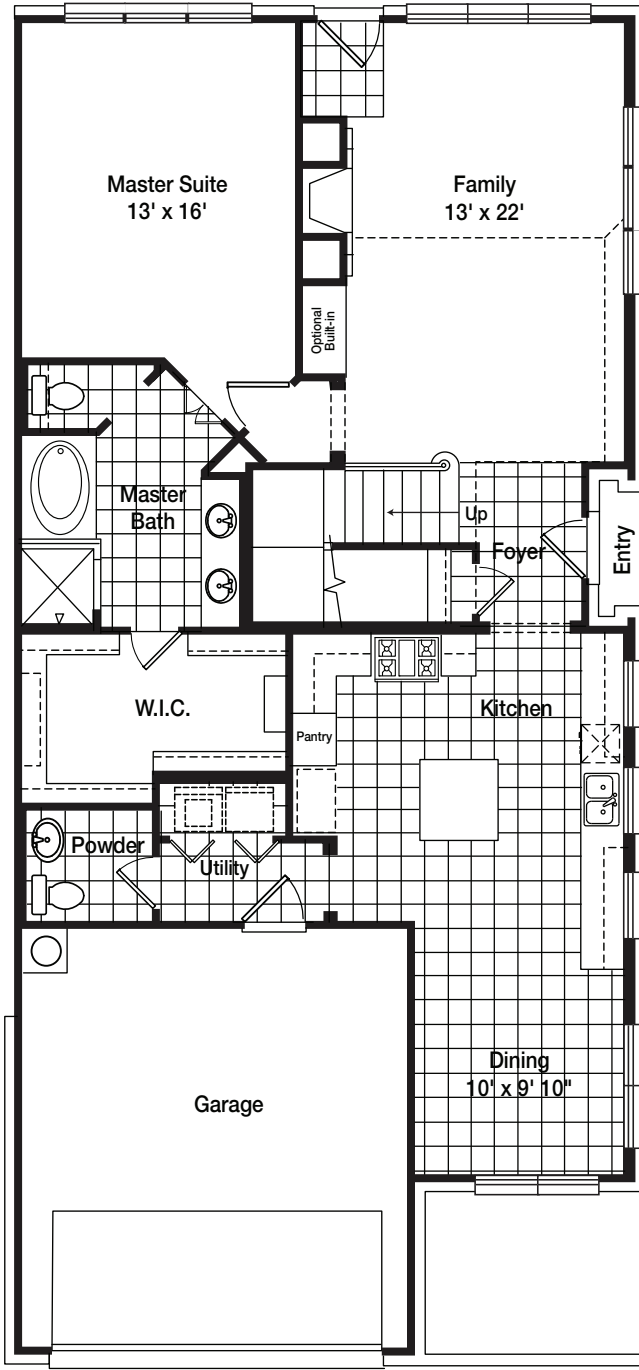 Master Suite
13' x 16'
Family
13' x 22'
Optional
Built-in
Master
Bath
Up
Foyer
Entry
W.I.C.
Kitchen
Pantry
Powder
Utility
Dining
10' x 9' 10"
Garage